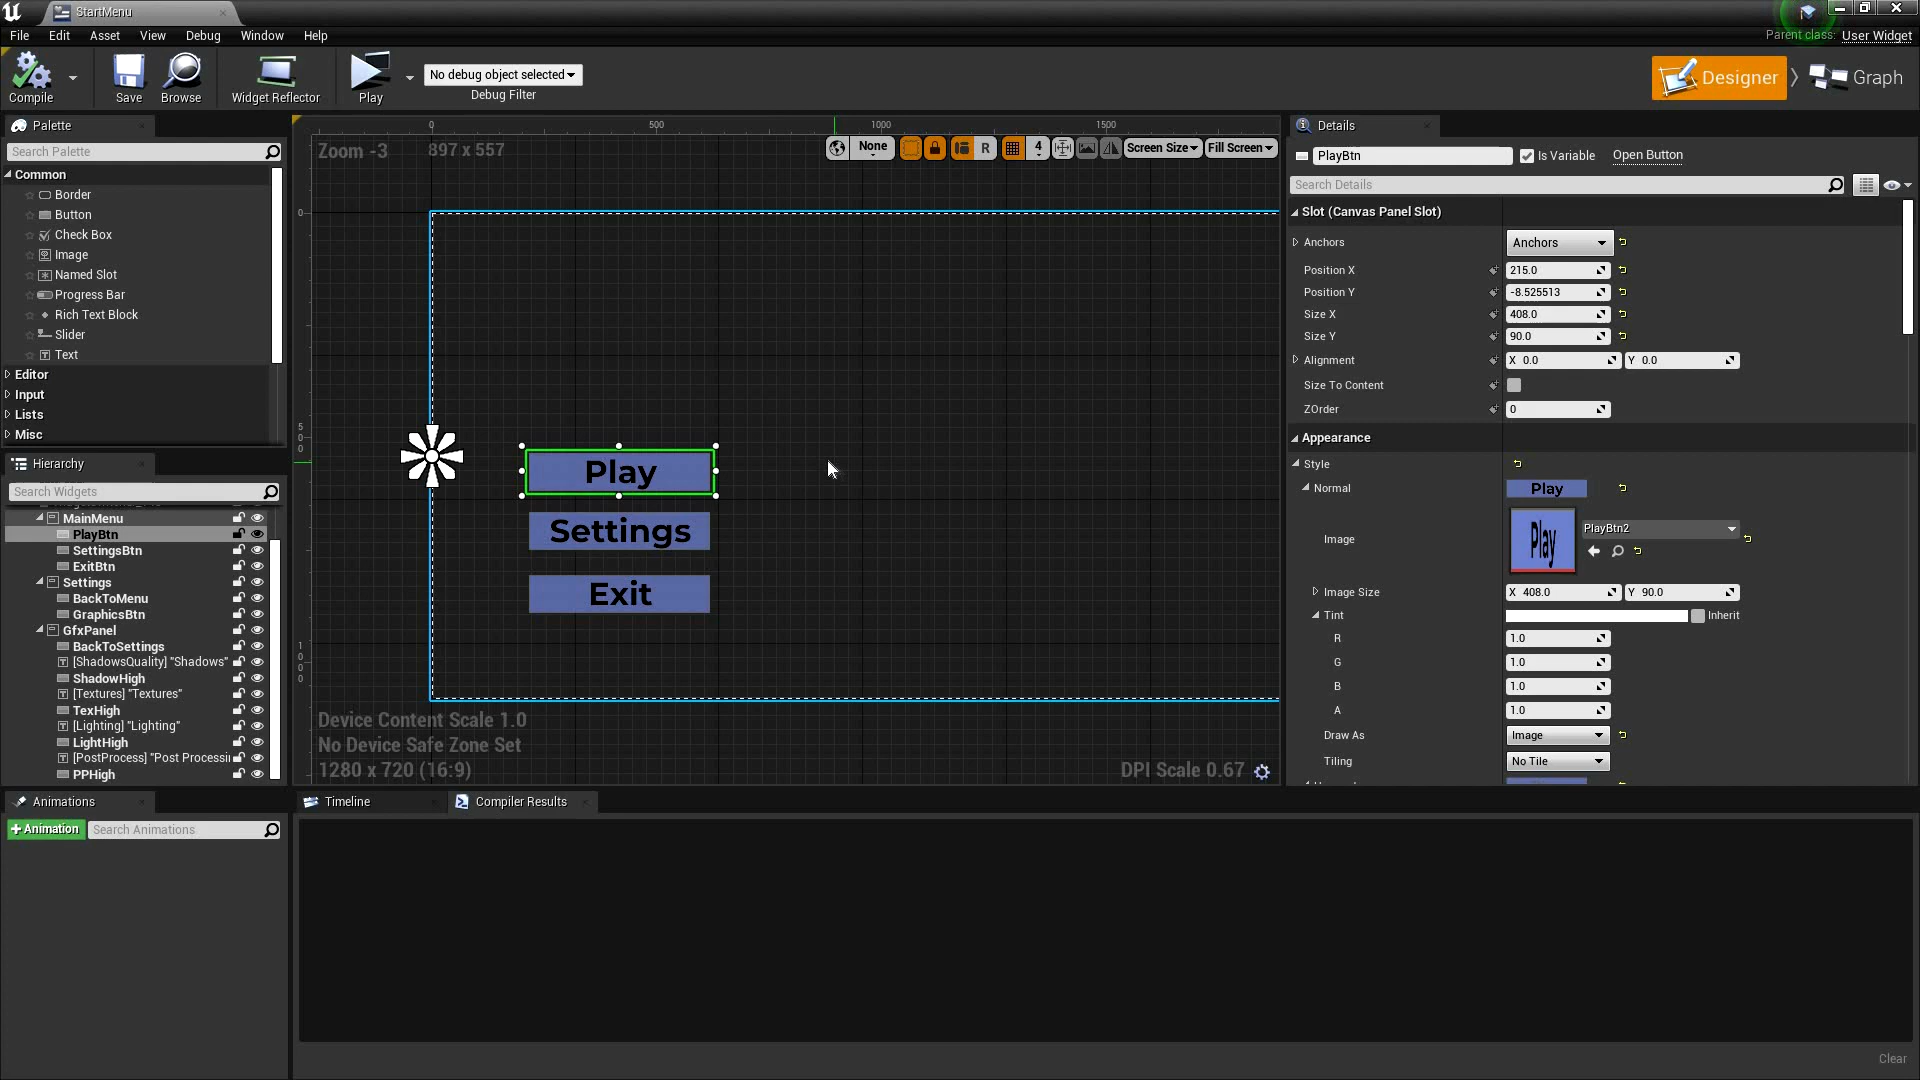 StartMenu
File Edit Asset View Debug Window Help
Parent class: User Widget
Compile Save Browse Widget Reflector Play
No debug object selected
Debug Filter
Designer Graph
Palette
Search Palette
Common
Border
Button
Check Box
Image
Named Slot
Progress Bar
Rich Text Block
Slider
Text
Editor
Input
Lists
Misc
Hierarchy
Search Widgets
MainMenu
PlayBtn
SettingsBtn
ExitBtn
Settings
BackToMenu
GraphicsBtn
GfxPanel
BackToSettings
[ShadowsQuality] "Shadows"
ShadowHigh
[Textures] "Textures"
TexHigh
[Lighting] "Lighting"
LightHigh
[PostProcess] "Post Processi
PPHigh
0 500 1000 1500
Zoom -3 897 x 557
None R 4 Screen Size Fill Screen
0
500
1000
Play
Settings
Exit
Device Content Scale 1.0
No Device Safe Zone Set
1280 x 720 (16:9)
DPI Scale 0.67
Details
PlayBtn Is Variable Open Button
Search Details
Slot (Canvas Panel Slot)
Anchors Anchors
Position X 215.0
Position Y -8.525513
Size X 408.0
Size Y 90.0
Alignment X 0.0 Y 0.0
Size To Content
ZOrder 0
Appearance
Style
Normal Play
Image Play PlayBtn2
Image Size X 408.0 Y 90.0
Tint Inherit
R 1.0
G 1.0
B 1.0
A 1.0
Draw As Image
Tiling No Tile
Animations
+Animation Search Animations
Timeline Compiler Results
Clear